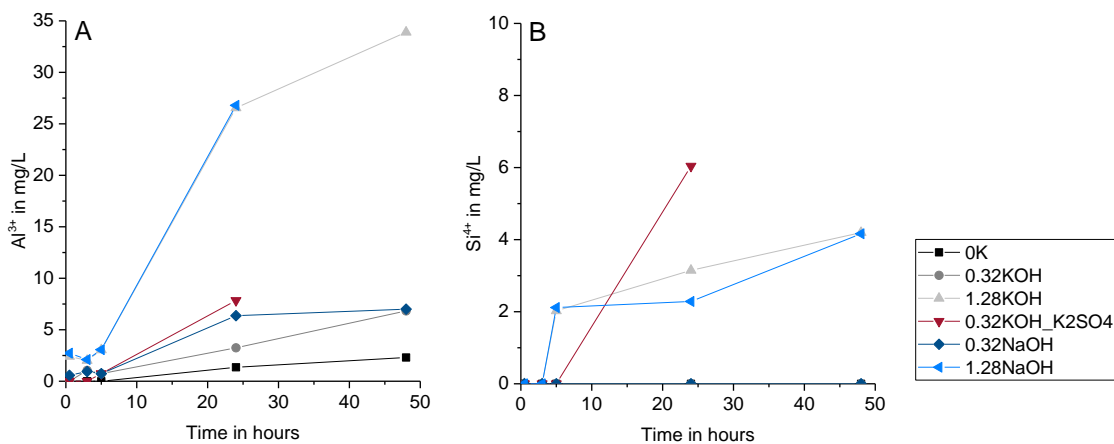 A
35
30
25
20
15
10
5
0
Al³⁺ in mg/L
0 10 20 30 40 50
Time in hours
B
10
8
6
4
2
0
Si⁴⁺ in mg/L
0 10 20 30 40 50
Time in hours
0K
0.32KOH
1.28KOH
0.32KOH_K2SO4
0.32NaOH
1.28NaOH